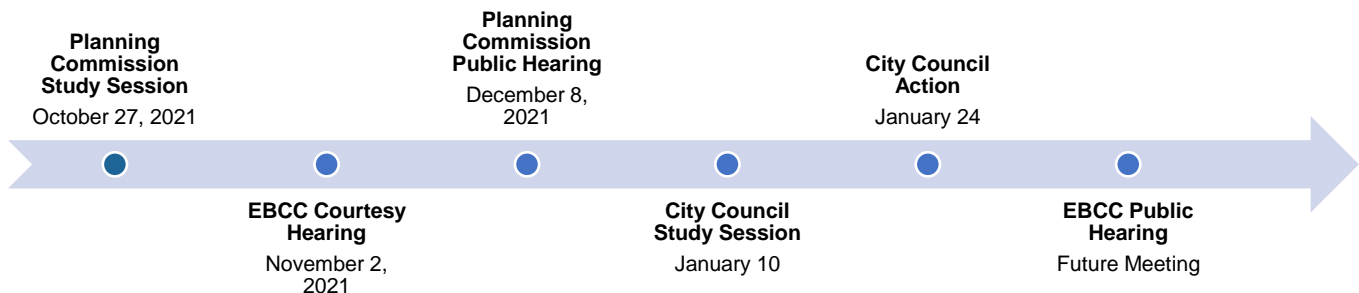 Planning
Commission
Study Session
October 27, 2021
EBCC Courtesy
Hearing
November 2,
2021
Planning
Commission
Public Hearing
December 8,
2021
City Council
Study Session
January 10
City Council
Action
January 24
EBCC Public
Hearing
Future Meeting